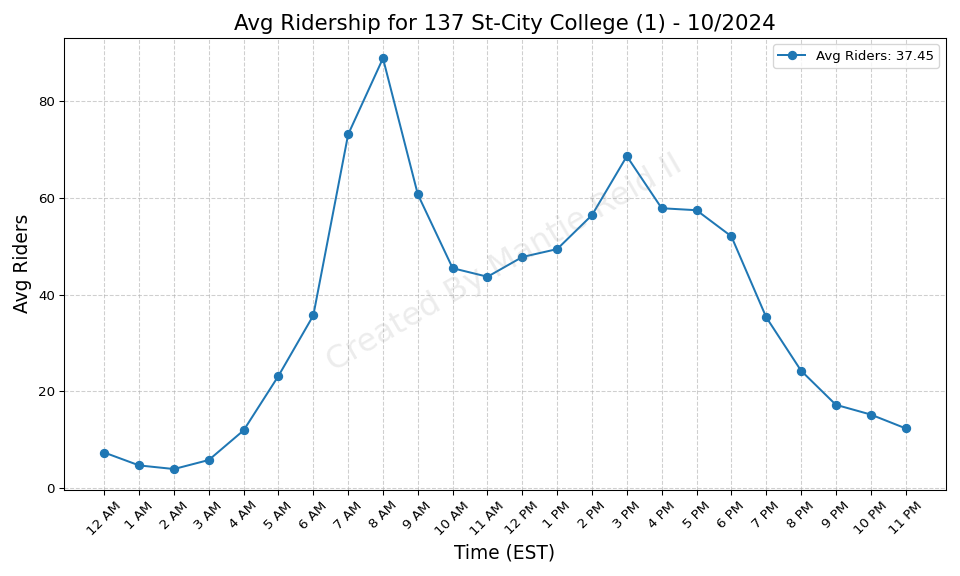 Avg Ridership for 137 St-City College (1) - 10/2024
Avg Riders: 37.45
80
60
40
20
0
Avg Riders
Created By Mantie Reid II
12 AM
1 AM
2 AM
3 AM
4 AM
5 AM
6 AM
7 AM
8 AM
9 AM
10 AM
11 AM
12 PM
1 PM
2 PM
3 PM
4 PM
5 PM
6 PM
7 PM
8 PM
9 PM
10 PM
11 PM
Time (EST)